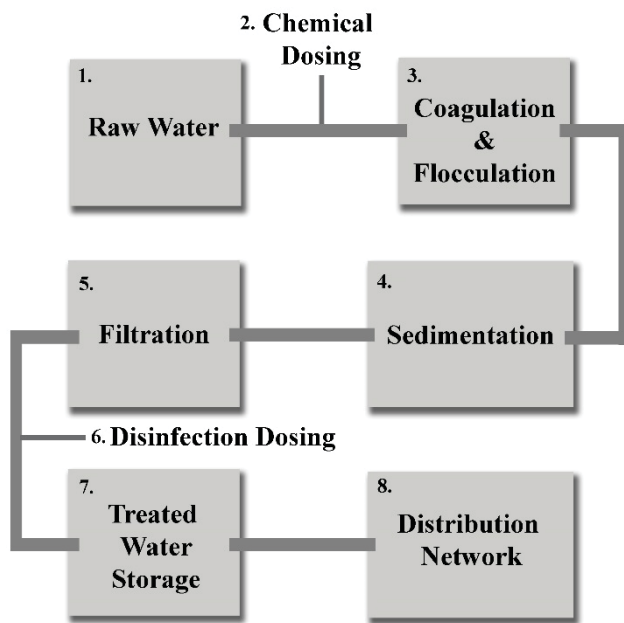 1.
Raw Water
2. Chemical
Dosing
3.
Coagulation
&
Flocculation
4.
Sedimentation
5.
Filtration
6. Disinfection Dosing
7.
Treated
Water
Storage
8.
Distribution
Network